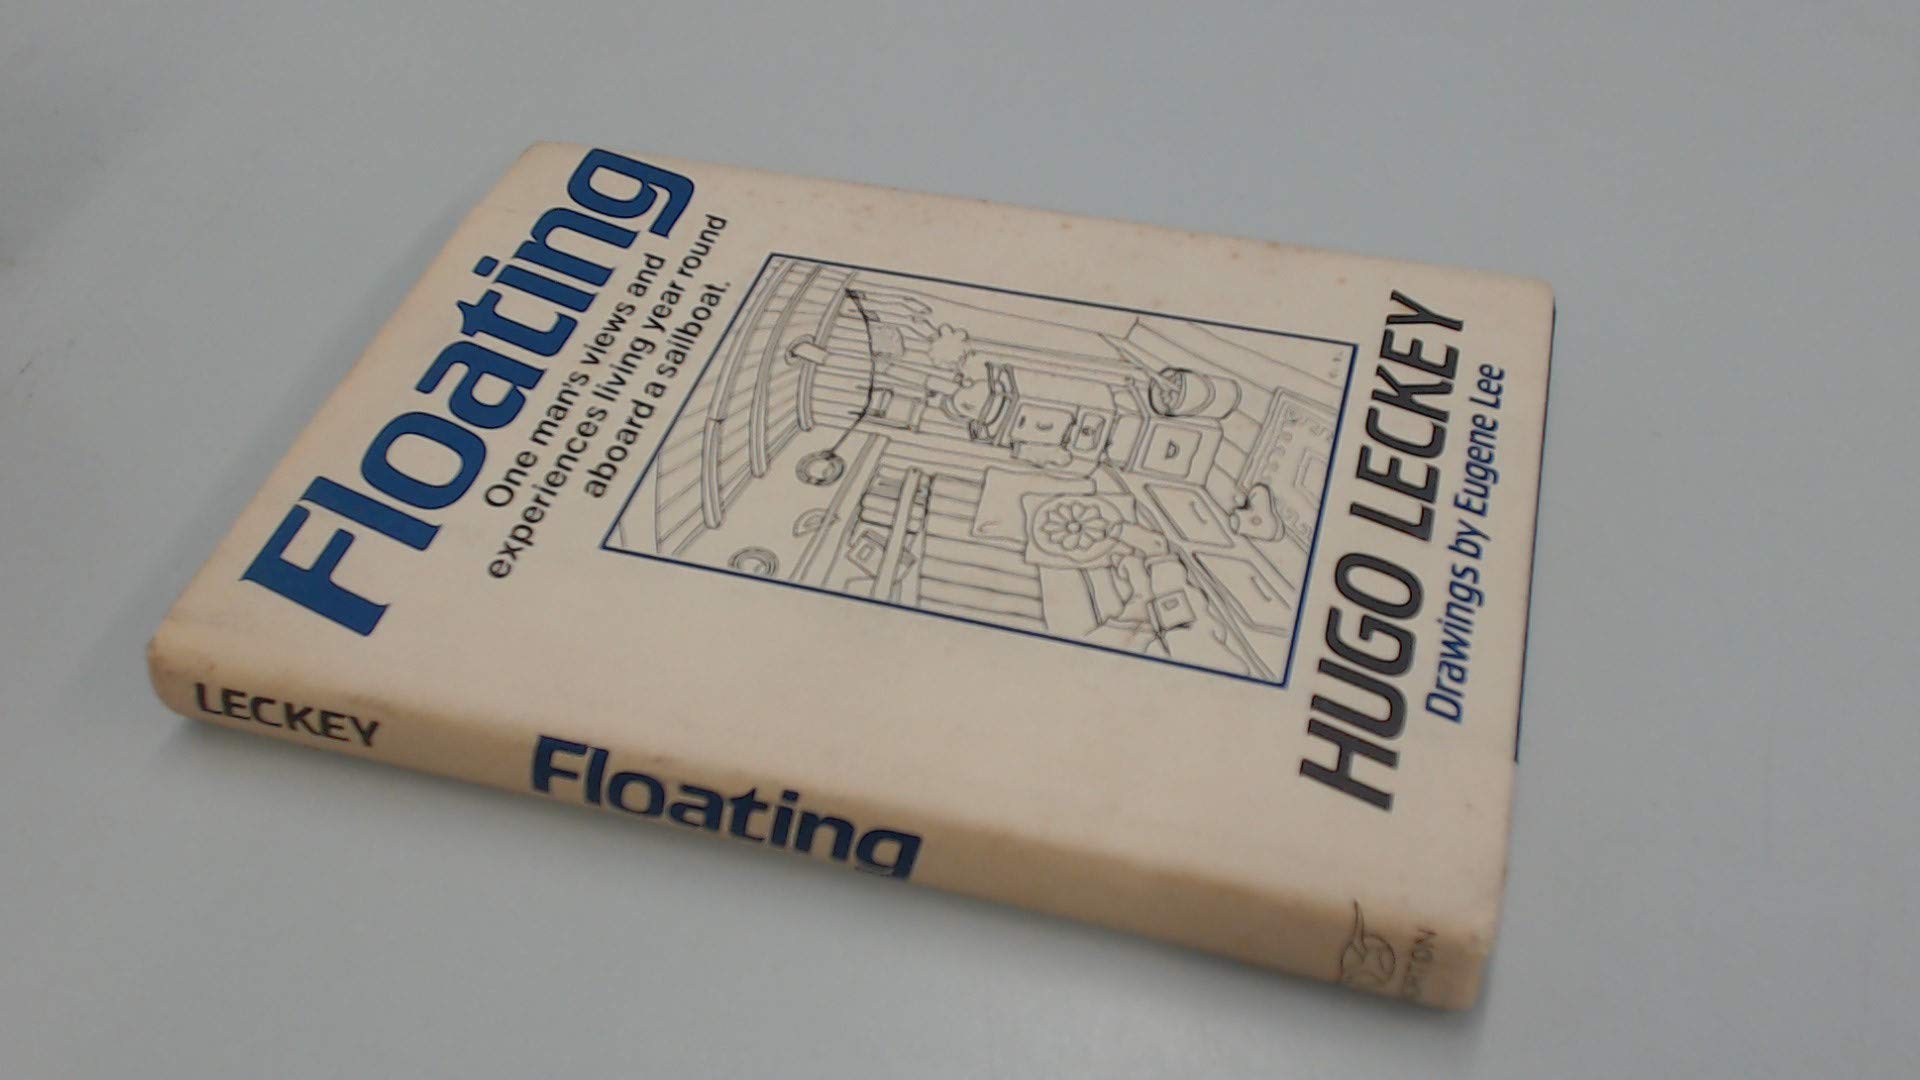 Floating
One man's views and
experiences living year round
aboard a sailboat.
HUGO LECKEY
Drawings by Eugene Lee
LECKEY
Floating